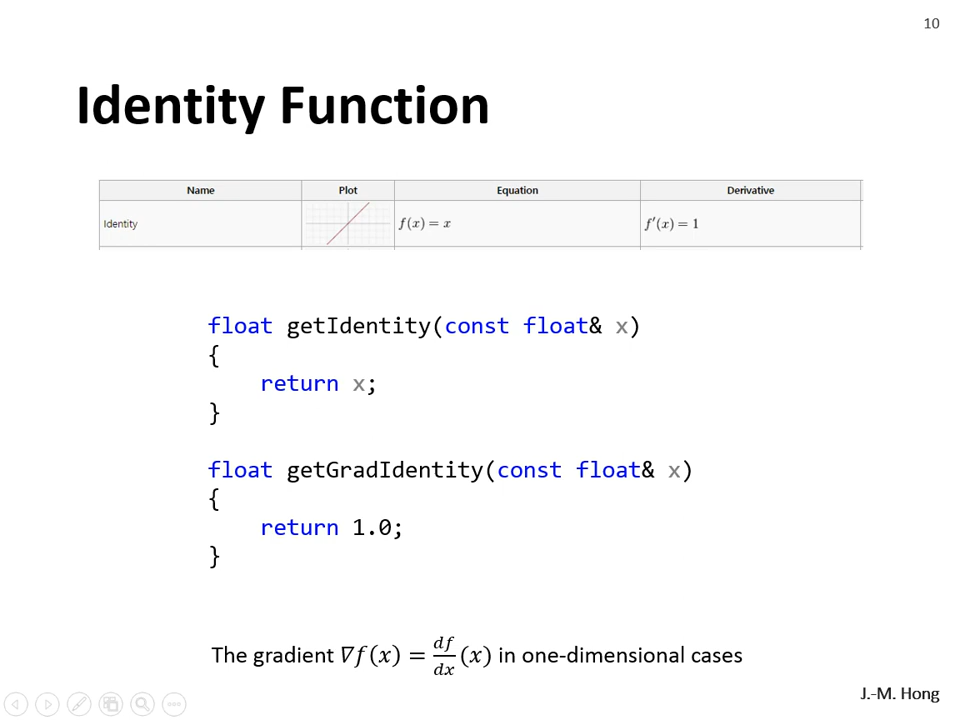 10
Identity Function
Name Plot Equation Derivative
Identity f(x) = x f′(x) = 1
float getIdentity(const float& x)
{
    return x;
}
float getGradIdentity(const float& x)
{
    return 1.0;
}
The gradient ∇f(x) = df/dx (x) in one-dimensional cases
J.-M. Hong